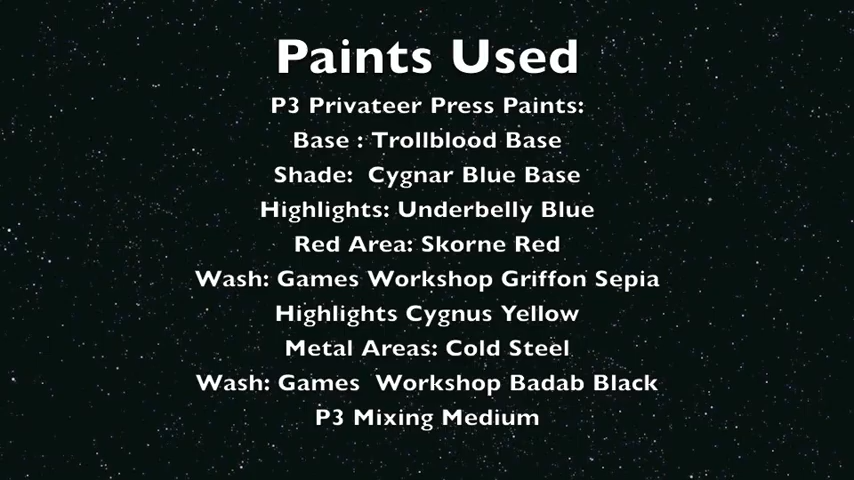 Paints Used
P3 Privateer Press Paints:
Base : Trollblood Base
Shade:  Cygnar Blue Base
Highlights: Underbelly Blue
Red Area: Skorne Red
Wash: Games Workshop Griffon Sepia
Highlights Cygnus Yellow
Metal Areas: Cold Steel
Wash: Games  Workshop Badab Black
P3 Mixing Medium